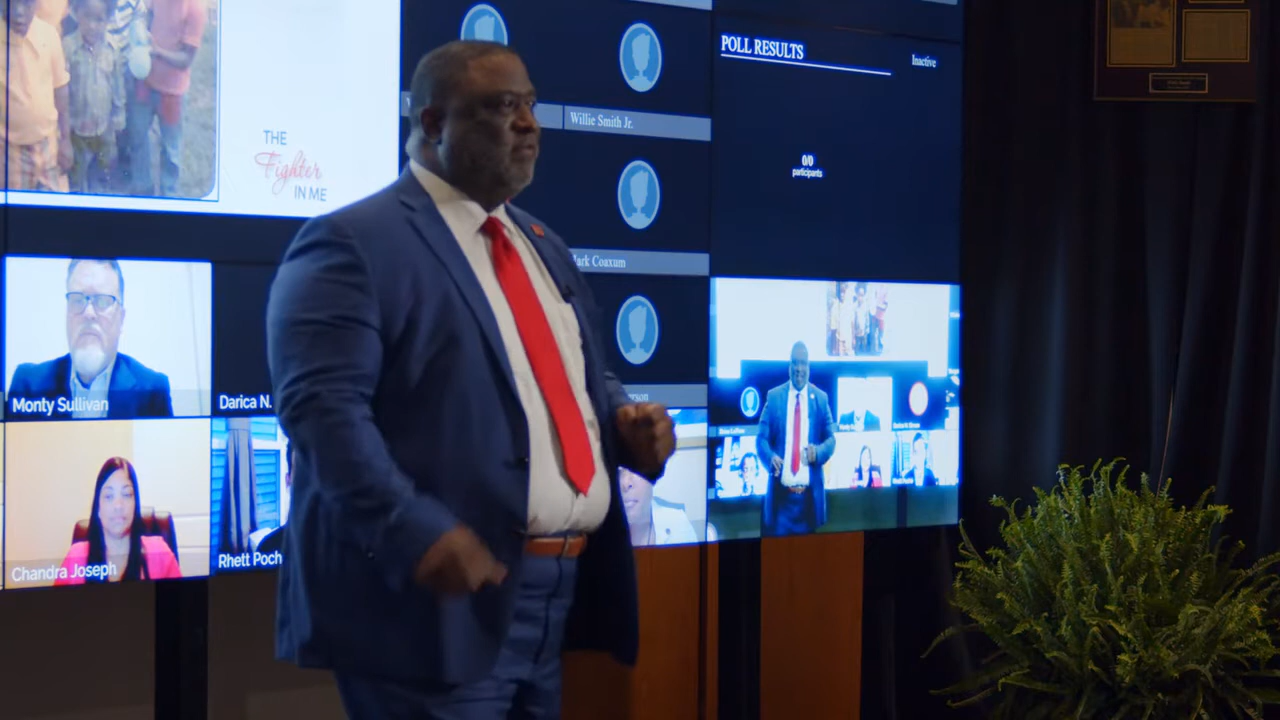 THE
Fighter
IN ME
Willie Smith Jr.
Mark Coaxum
POLL RESULTS
Inactive
0/0
participants
Monty Sullivan
Darica N.
Chandra Joseph
Rhett Poch